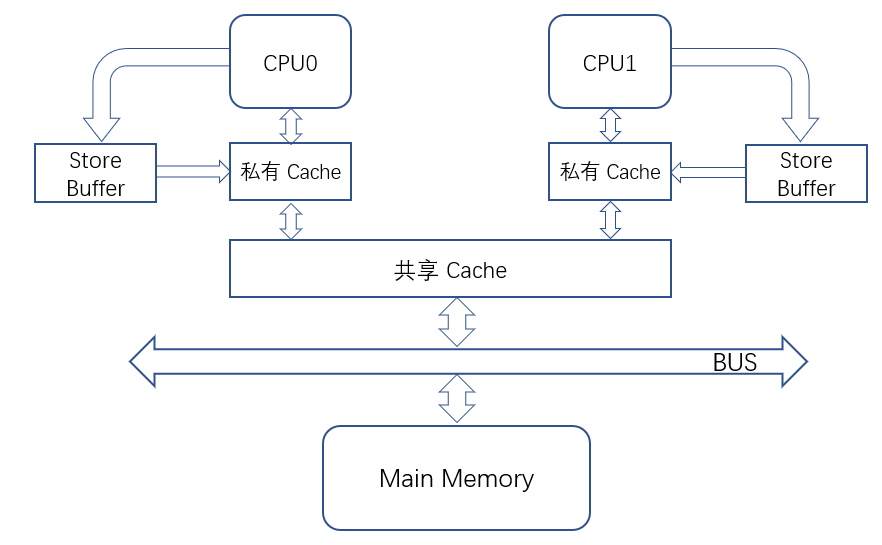 CPU0
CPU1
Store
Buffer
私有 Cache
私有 Cache
Store
Buffer
共享 Cache
BUS
Main Memory